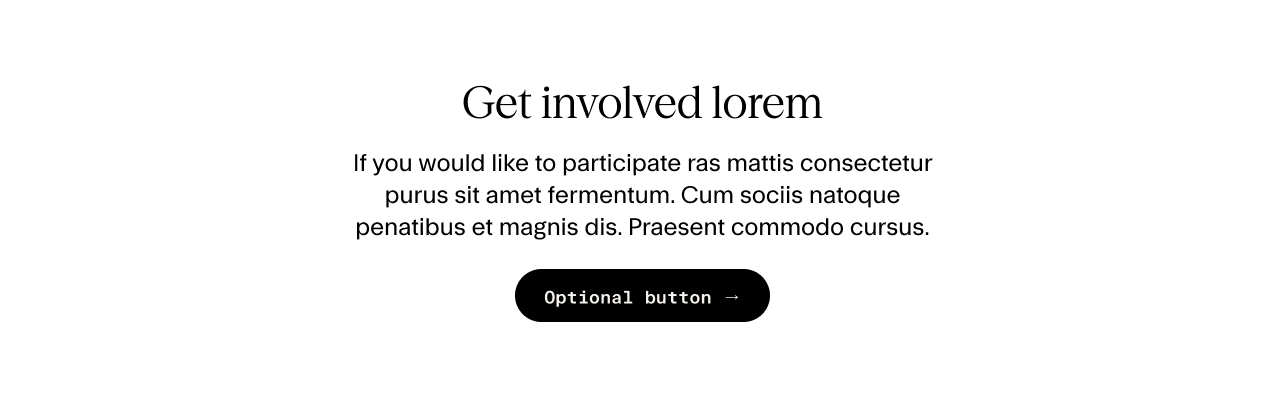 Get involved lorem
If you would like to participate ras mattis consectetur
purus sit amet fermentum. Cum sociis natoque
penatibus et magnis dis. Praesent commodo cursus.
Optional button →